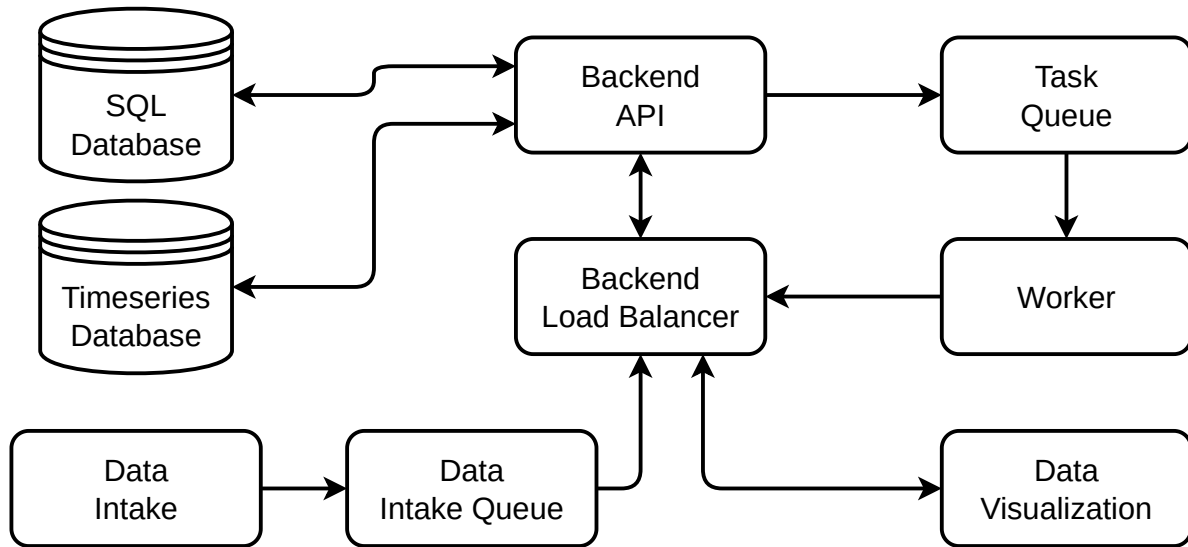 SQL
Database
Backend
API
Task
Queue
Timeseries
Database
Backend
Load Balancer
Worker
Data
Intake
Data
Intake Queue
Data
Visualization